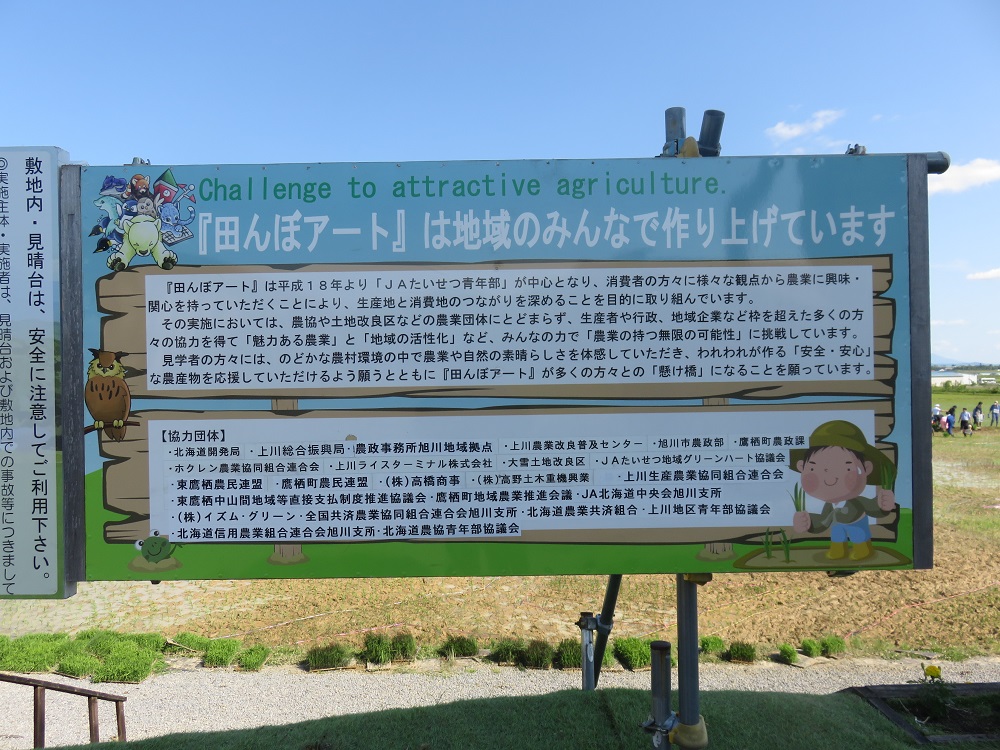 敷地内・見晴台は、安全に注意してご利用下さい。
◎実施主体・実施者は、見晴台および敷地内での事故等につきまして
Challenge to attractive agriculture.
『田んぼアート』は地域のみんなで作り上げています
『田んぼアート』は平成18年より「JAたいせつ青年部」が中心となり、消費者の方々に様々な観点から農業に興味・
関心を持っていただくことにより、生産地と消費地のつながりを深めることを目的に取り組んでいます。
その実施においては、農協や土地改良区などの農業団体にとどまらず、生産者や行政、地域企業など枠を超えた多くの方
々の協力を得て「魅力ある農業」と「地域の活性化」など、みんなの力で「農業の持つ無限の可能性」に挑戦しています。
見学者の方々には、のどかな農村環境の中で農業や自然の素晴らしさを体感していただき、われわれが作る「安全・安心」
な農産物を応援していただけるよう願うとともに『田んぼアート』が多くの方々との「懸け橋」になることを願っています。
【協力団体】
・北海道開発局 ・上川総合振興局・農政事務所旭川地域拠点 ・上川農業改良普及センター ・旭川市農政部 ・鷹栖町農政課
・ホクレン農業協同組合連合会 ・上川ライスターミナル株式会社 ・大雪土地改良区 ・JAたいせつ地域グリーンハート協議会
・東鷹栖農民連盟 ・鷹栖町農民連盟 ・(株)高橋商事 ・(株)高野土木重機興業 ・上川生産農業協同組合連合会
・東鷹栖中山間地域等直接支払制度推進協議会・鷹栖町地域農業推進会議・JA北海道中央会旭川支所
・(株)イズム・グリーン・全国共済農業協同組合連合会旭川支所・北海道農業共済組合・上川地区青年部協議会
・北海道信用農業組合連合会旭川支所・北海道農協青年部協議会